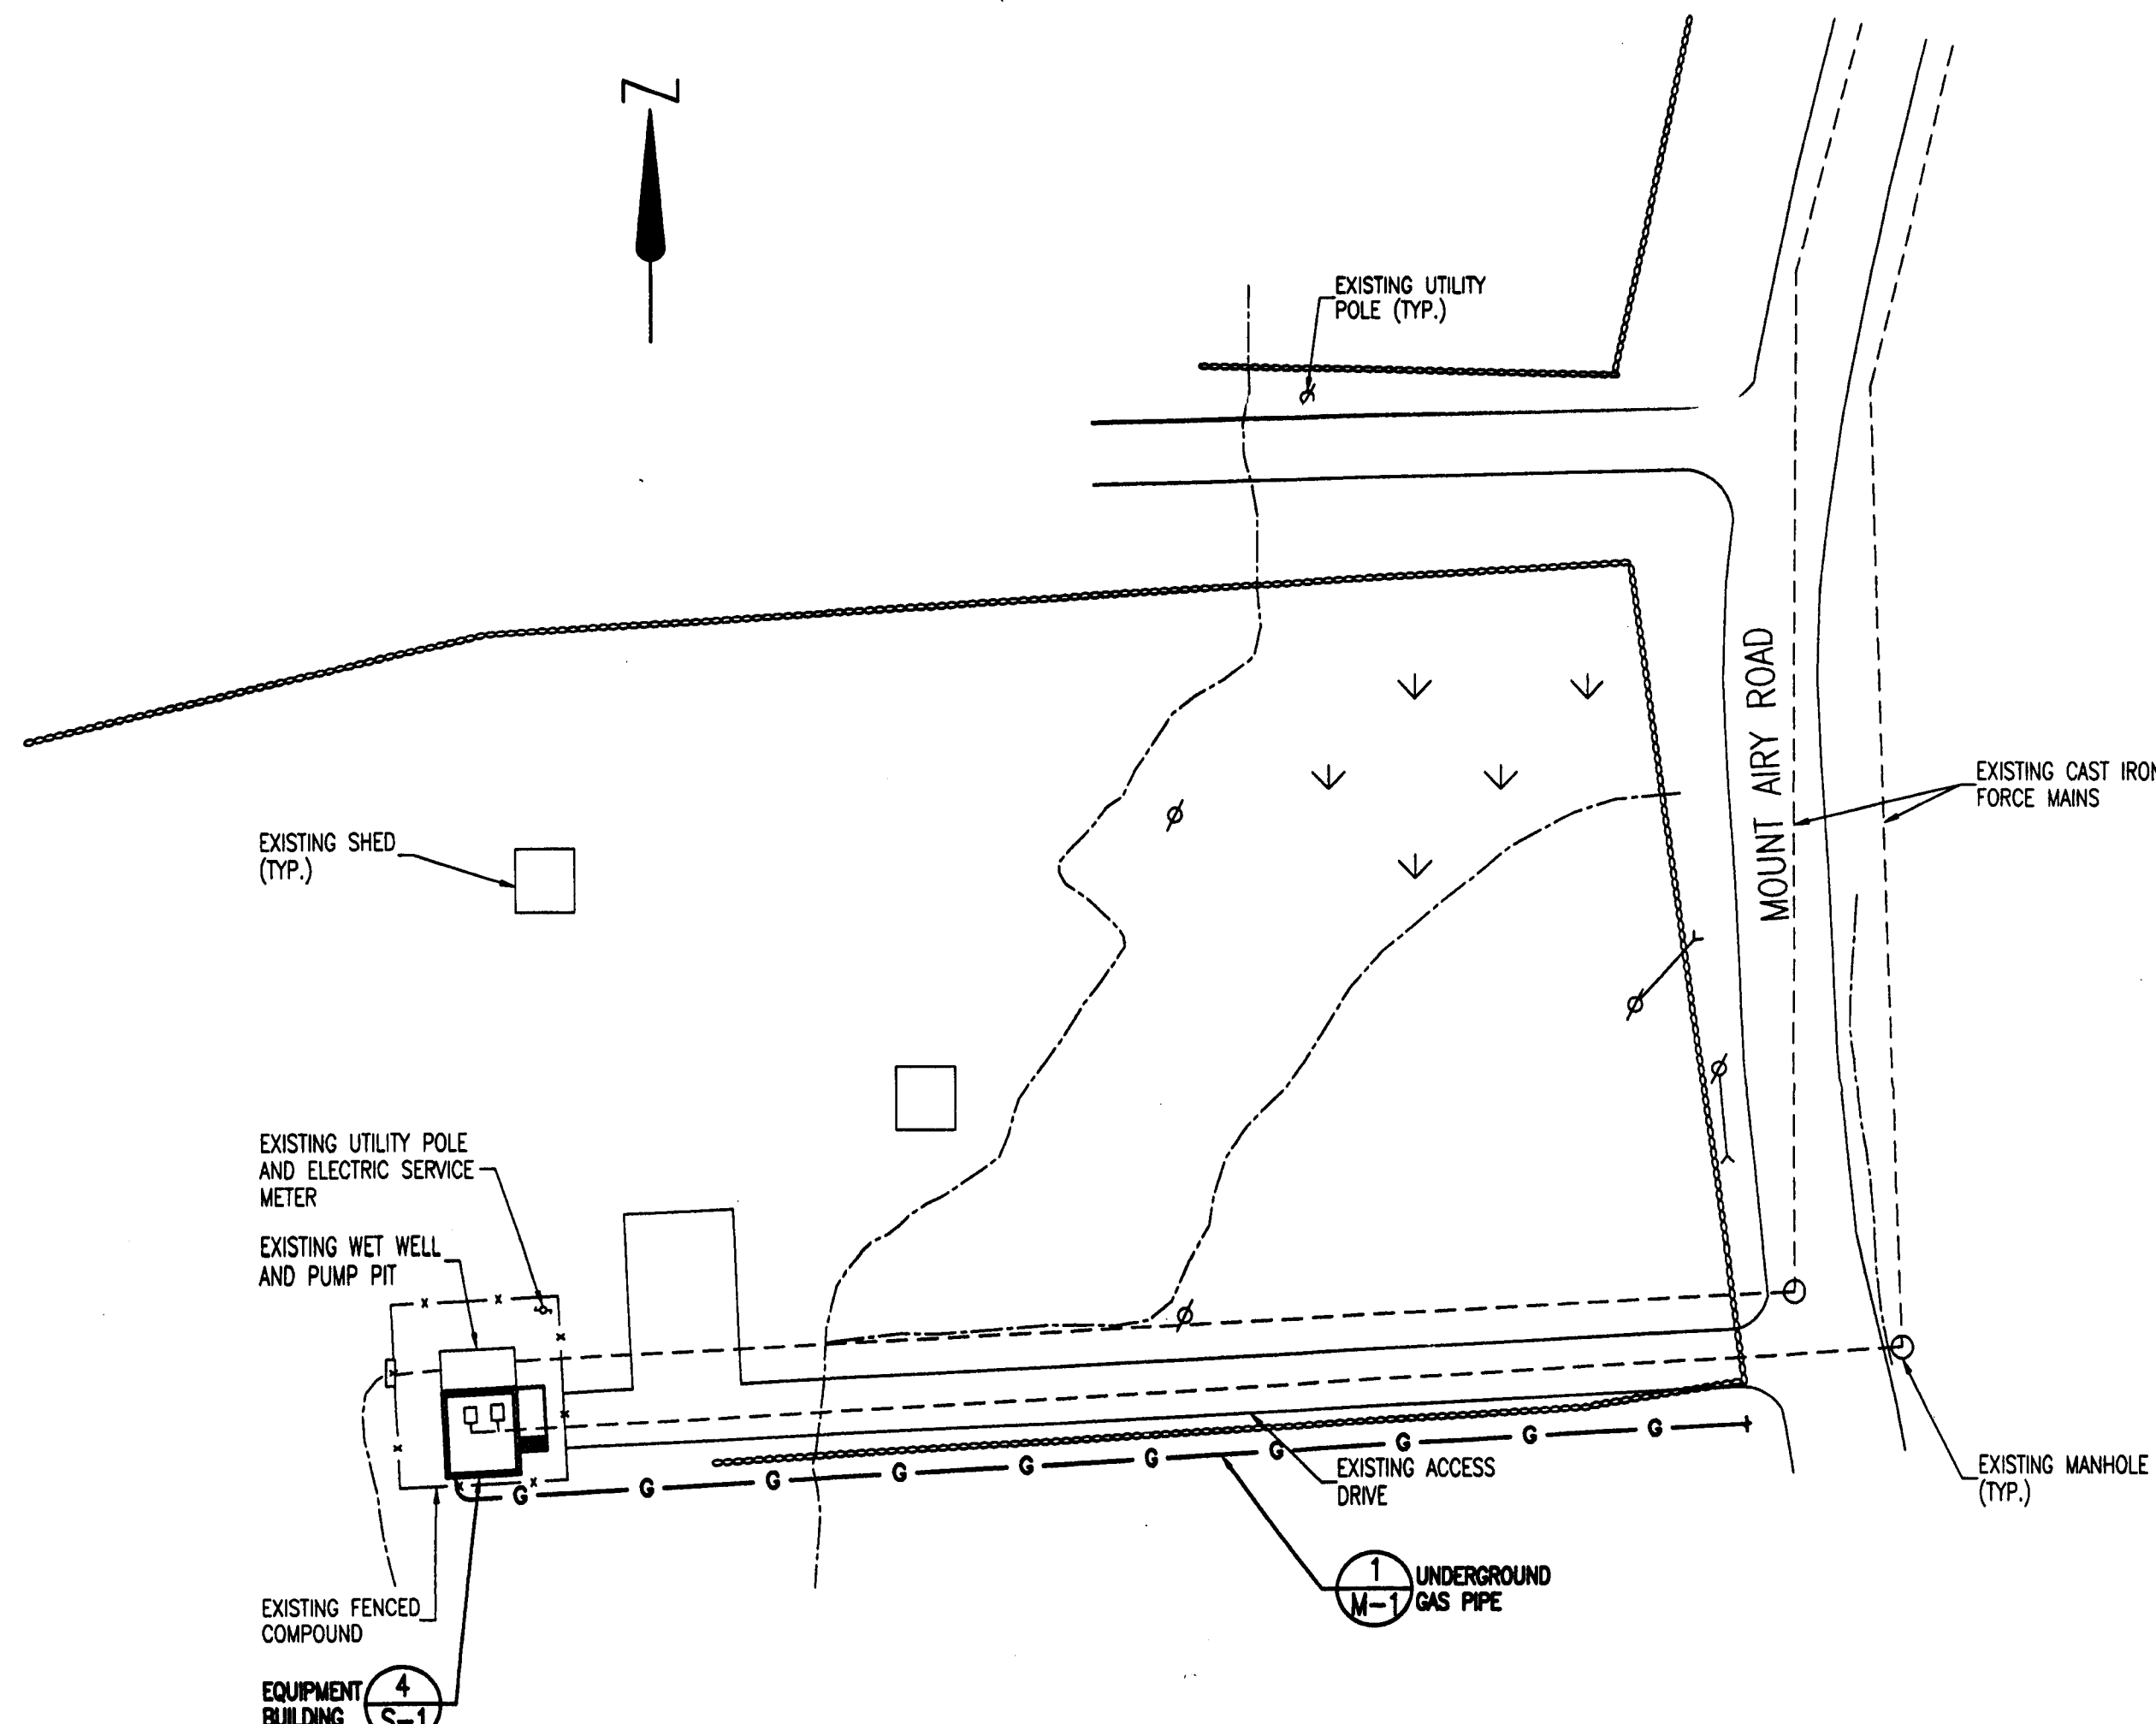 Z
EXISTING UTILITY
POLE (TYP.)
MOUNT AIRY ROAD
EXISTING CAST IRON
FORCE MAINS
EXISTING SHED
(TYP.)
EXISTING UTILITY POLE
AND ELECTRIC SERVICE
METER
EXISTING WET WELL
AND PUMP PIT
x x
x
x
x
x
x x
G G G G G G G G G G
EXISTING ACCESS
DRIVE
EXISTING MANHOLE
(TYP.)
1
M-1
UNDERGROUND
GAS PIPE
EXISTING FENCED
COMPOUND
EQUIPMENT
BUILDING
4
S-1